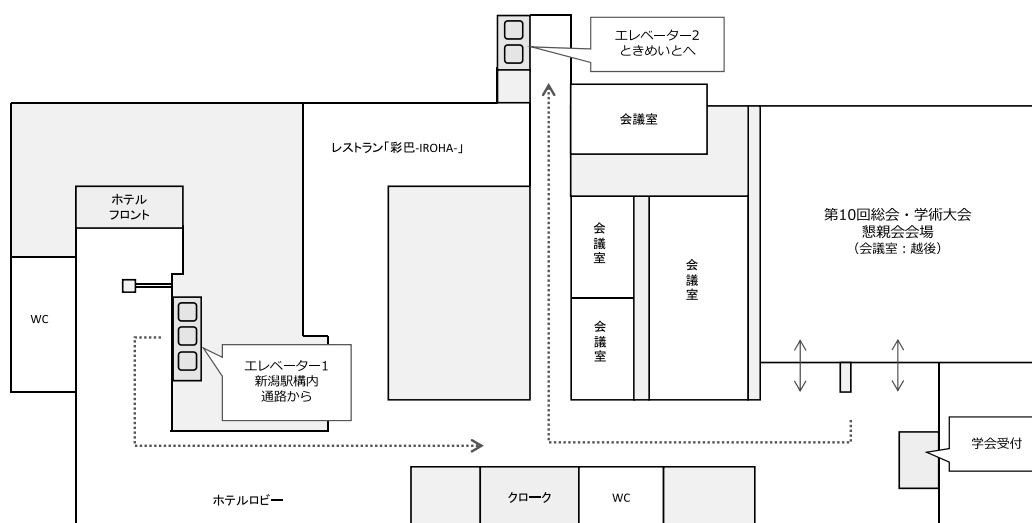 エレベーター2
ときめいとへ
会議室
レストラン「彩巴-IROHA-」
ホテル
フロント
第10回総会・学術大会
懇親会会場
（会議室：越後）
会議室
会議室
WC
会議室
エレベーター1
新潟駅構内
通路から
学会受付
ホテルロビー
クローク
WC